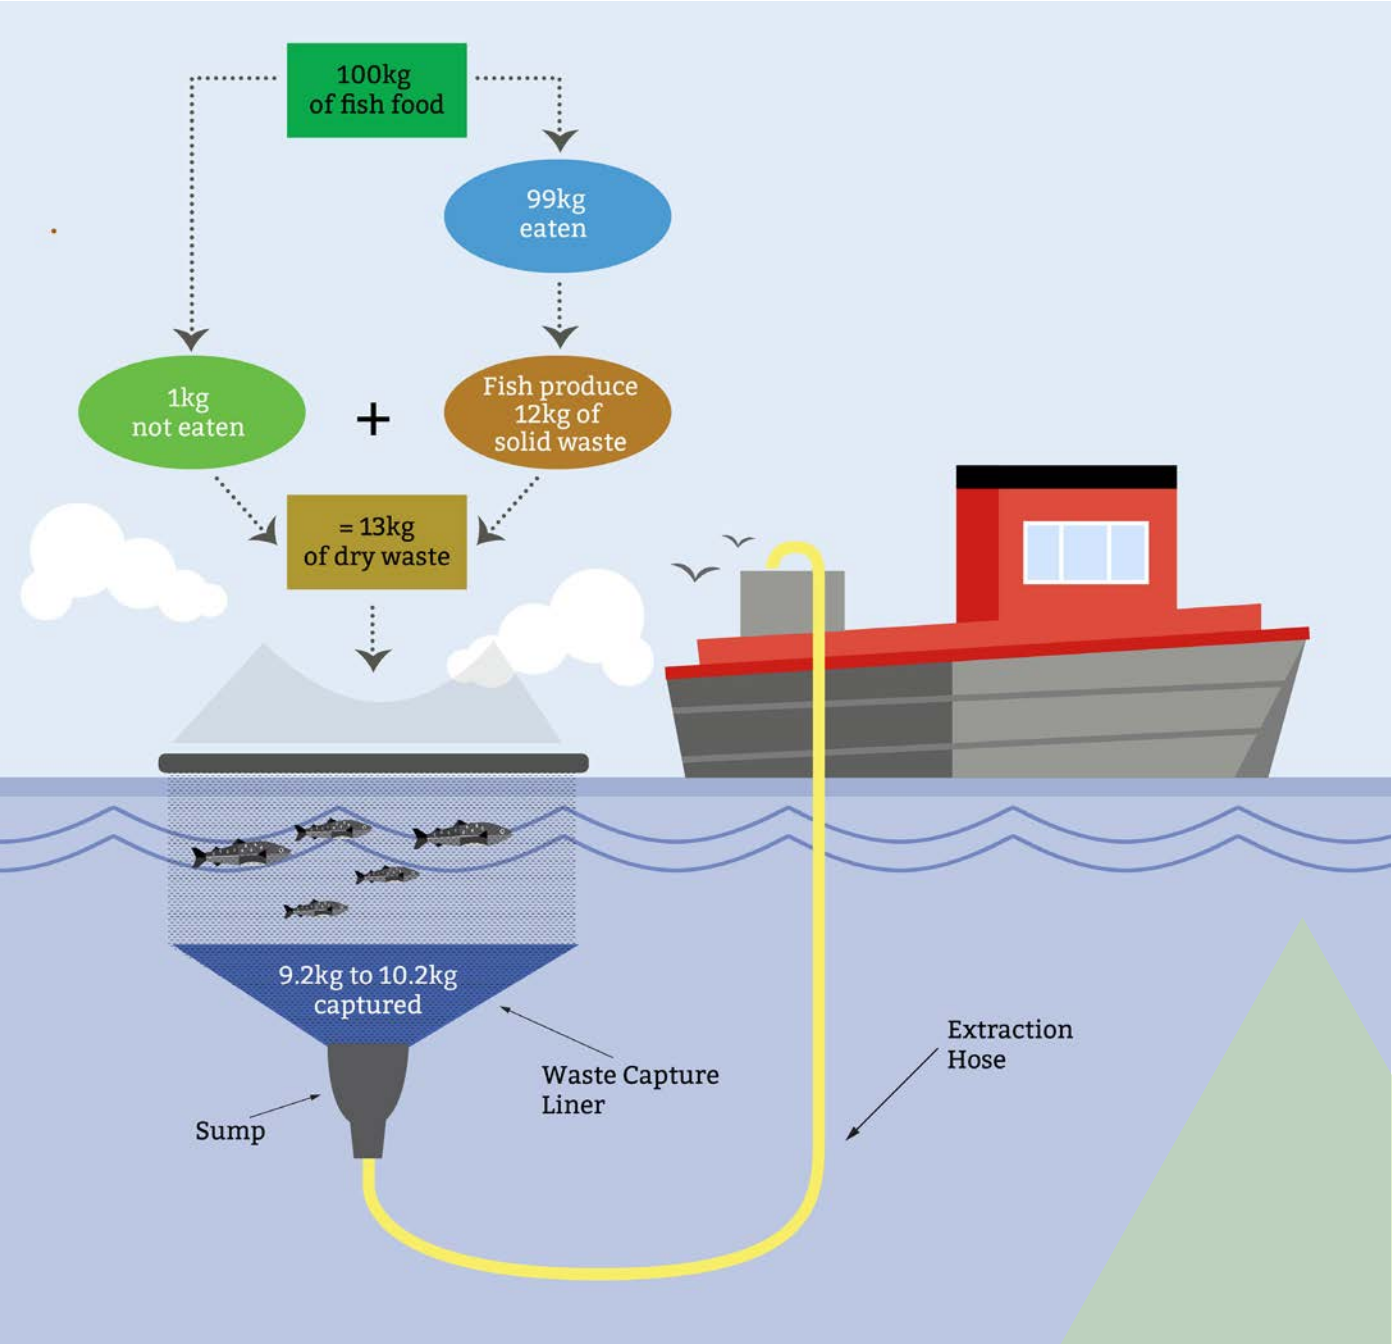 100kg
of fish food
99kg
eaten
1kg
not eaten
+
Fish produce
12kg of
solid waste
= 13kg
of dry waste
9.2kg to 10.2kg
captured
Extraction
Hose
Waste Capture
Liner
Sump